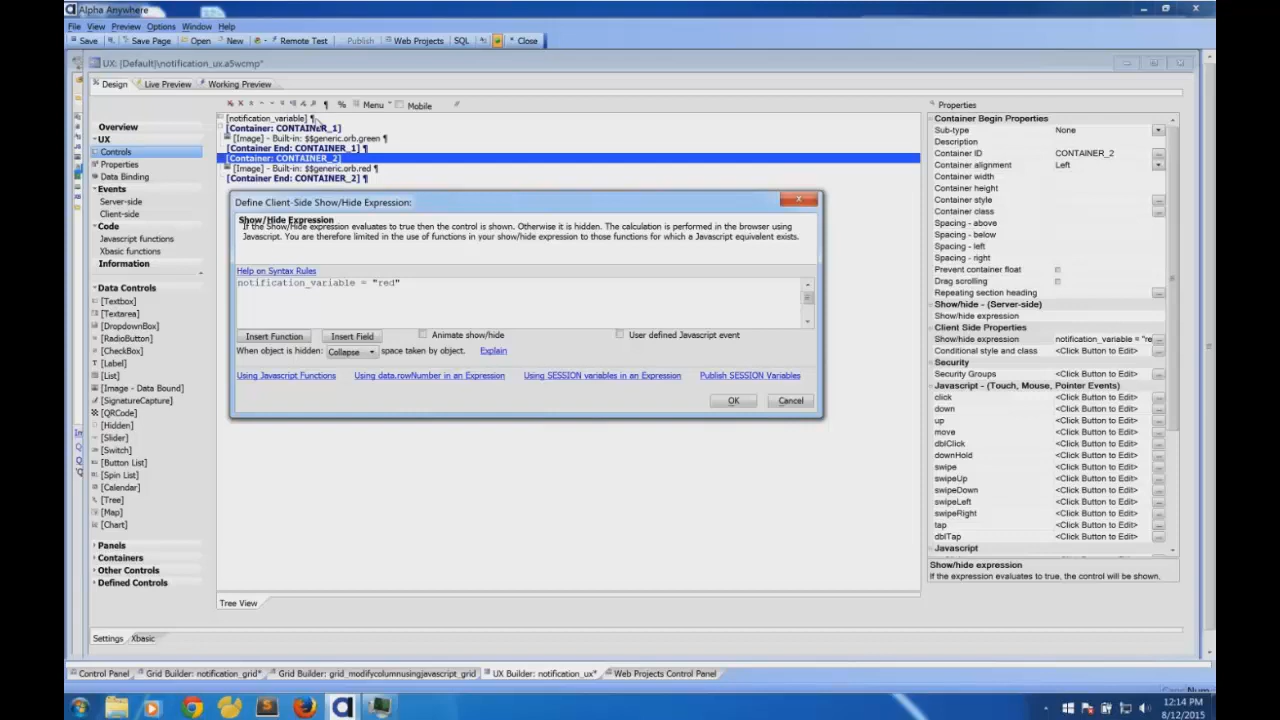 Alpha Anywhere
File View Preview Options Window Help
Save Save Page Open New Remote Test Publish Web Projects SQL Close
UX: [Default]\notification_ux.a5wcmp*
Design Live Preview Working Preview
¶ % Menu Mobile
Overview
UX
Controls
Properties
Data Binding
Events
Server-side
Client-side
Code
Javascript functions
Xbasic functions
Information
Data Controls
[Textbox]
[Textarea]
[DropdownBox]
[RadioButton]
[CheckBox]
[Label]
[List]
[Image - Data Bound]
[SignatureCapture]
[QRCode]
[Hidden]
[Slider]
[Switch]
[Button List]
[Spin List]
[Calendar]
[Tree]
[Map]
[Chart]
Panels
Containers
Other Controls
Defined Controls
Settings Xbasic
[notification_variable] ¶
[Container: CONTAINER_1]
[Image] - Built-in: $$generic.orb.green ¶
[Container End: CONTAINER_1] ¶
[Container: CONTAINER_2]
[Image] - Built-in: $$generic.orb.red ¶
[Container End: CONTAINER_2] ¶
Define Client-Side Show/Hide Expression:
Show/Hide Expression
If the Show/Hide expression evaluates to true then the control is shown. Otherwise it is hidden. The calculation is performed in the browser using
Javascript. You are therefore limited in the use of functions in your show/hide expression to those functions for which a Javascript equivalent exists.
Help on Syntax Rules
notification_variable = "red"
Insert Function Insert Field Animate show/hide User defined Javascript event
When object is hidden: Collapse space taken by object. Explain
Using Javascript Functions Using data.rowNumber in an Expression Using SESSION variables in an Expression Publish SESSION Variables
OK Cancel
Tree View
Properties
Container Begin Properties
Sub-type None
Description
Container ID CONTAINER_2
Container alignment Left
Container width
Container height
Container style
Container class
Spacing - above
Spacing - below
Spacing - left
Spacing - right
Prevent container float
Drag scrolling
Repeating section heading
Show/hide - (Server-side)
Show/hide expression
Client Side Properties
Show/hide expression notification_variable = "re
Conditional style and class <Click Button to Edit>
Security
Security Groups <Click Button to Edit>
Javascript - (Touch, Mouse, Pointer Events)
click <Click Button to Edit>
down <Click Button to Edit>
up <Click Button to Edit>
move <Click Button to Edit>
dblClick <Click Button to Edit>
downHold <Click Button to Edit>
swipe <Click Button to Edit>
swipeUp <Click Button to Edit>
swipeDown <Click Button to Edit>
swipeLeft <Click Button to Edit>
swipeRight <Click Button to Edit>
tap <Click Button to Edit>
dblTap <Click Button to Edit>
Javascript
Show/hide expression
If the expression evaluates to true, the control will be shown.
Control Panel Grid Builder: notification_grid* Grid Builder: grid_modifycolumnusingjavascript_grid UX Builder: notification_ux* Web Projects Control Panel
12:14 PM
8/12/2015